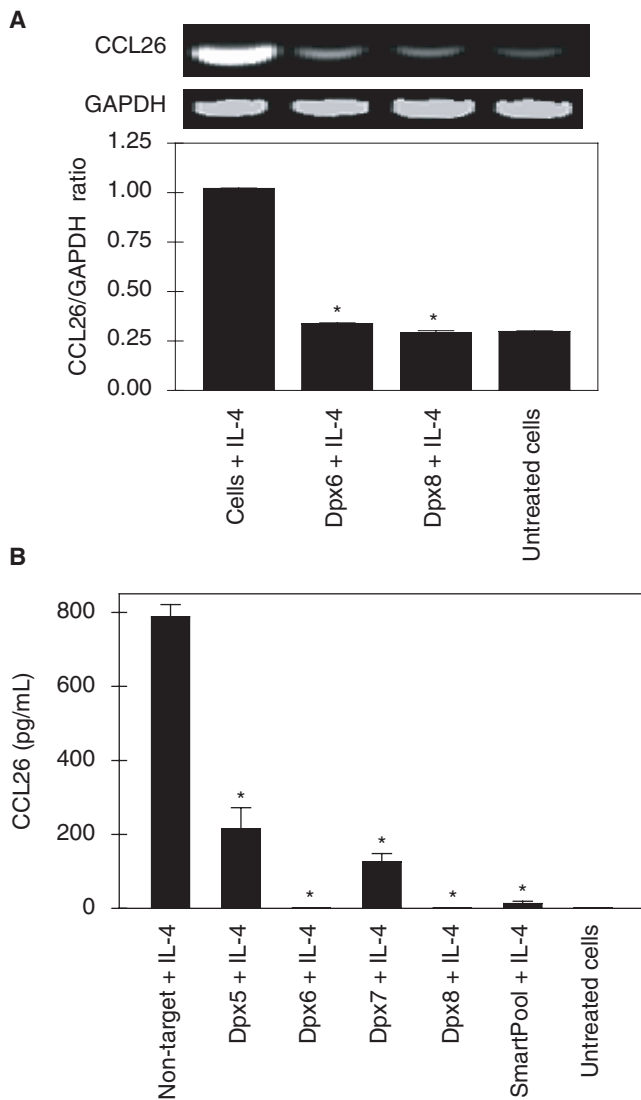 A
CCL26
GAPDH
CCL26/GAPDH ratio
1.25
1.00
0.75
0.50
0.25
0.00
* *
Cells + IL-4
Dpx6 + IL-4
Dpx8 + IL-4
Untreated cells
B
CCL26 (pg/mL)
800
600
400
200
0
* * * * *
Non-target + IL-4
Dpx5 + IL-4
Dpx6 + IL-4
Dpx7 + IL-4
Dpx8 + IL-4
SmartPool + IL-4
Untreated cells